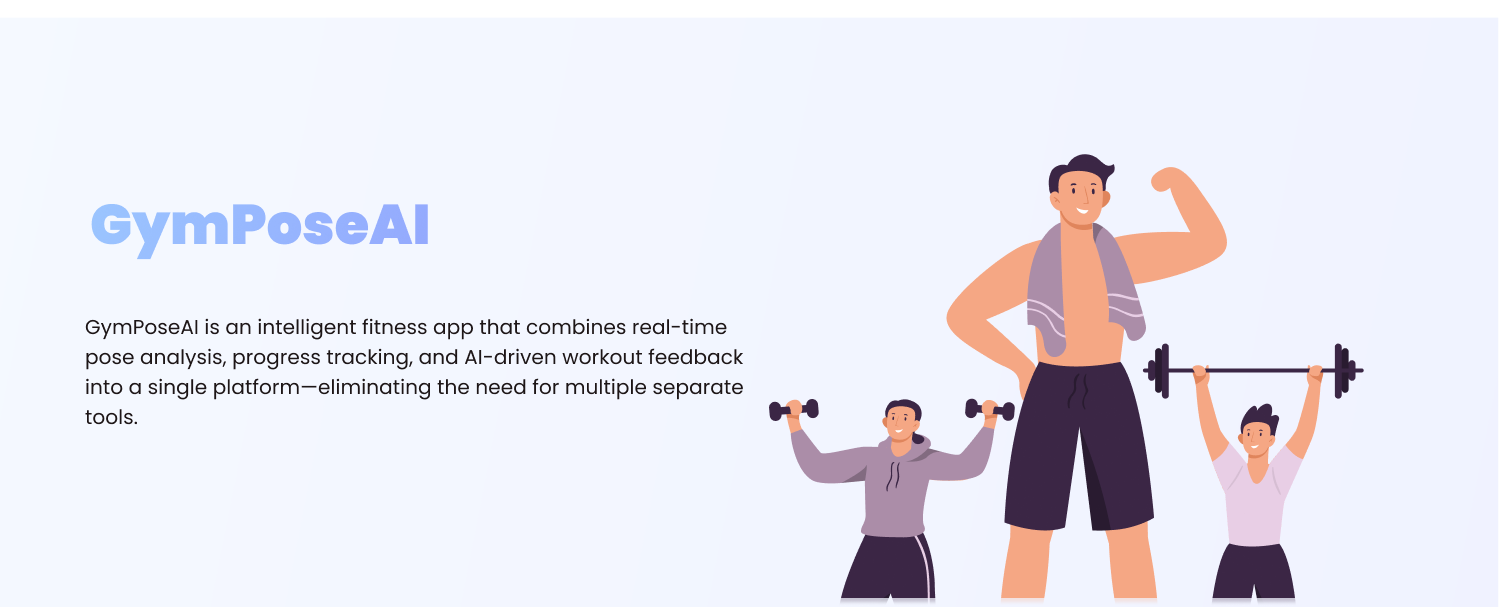 GymPoseAI
GymPoseAI is an intelligent fitness app that combines real-time
pose analysis, progress tracking, and AI-driven workout feedback
into a single platform—eliminating the need for multiple separate
tools.